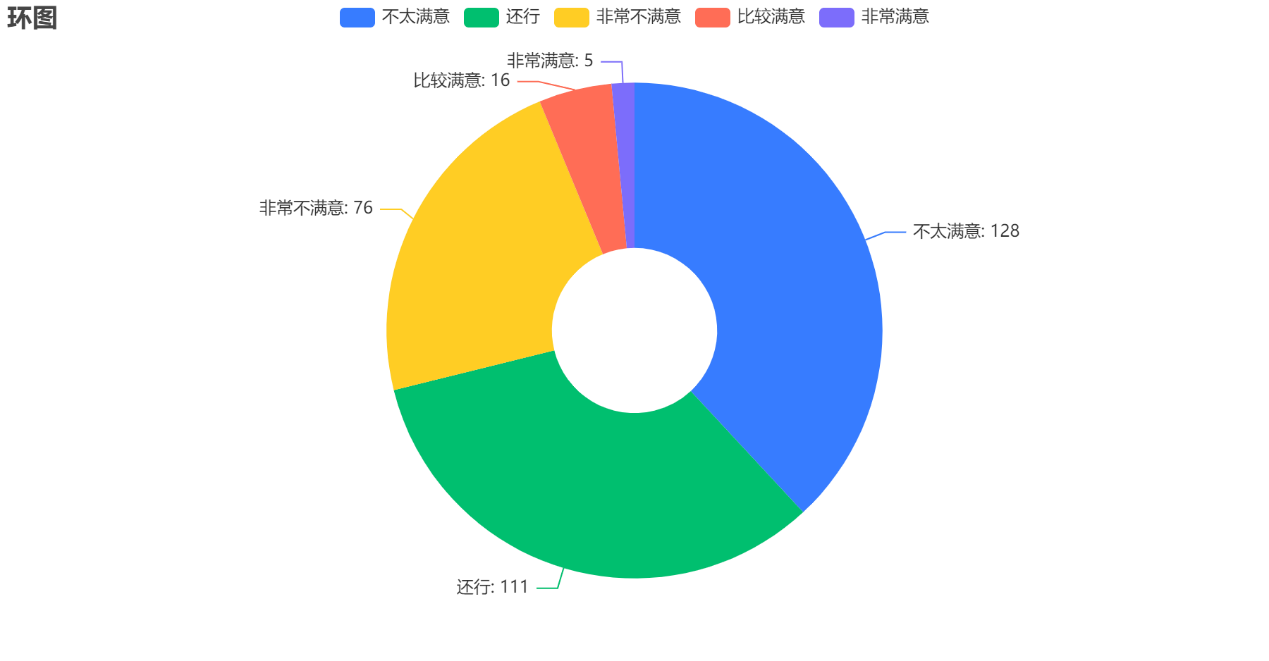 环图
不太满意
还行
非常不满意
比较满意
非常满意
非常满意: 5
比较满意: 16
非常不满意: 76
不太满意: 128
还行: 111